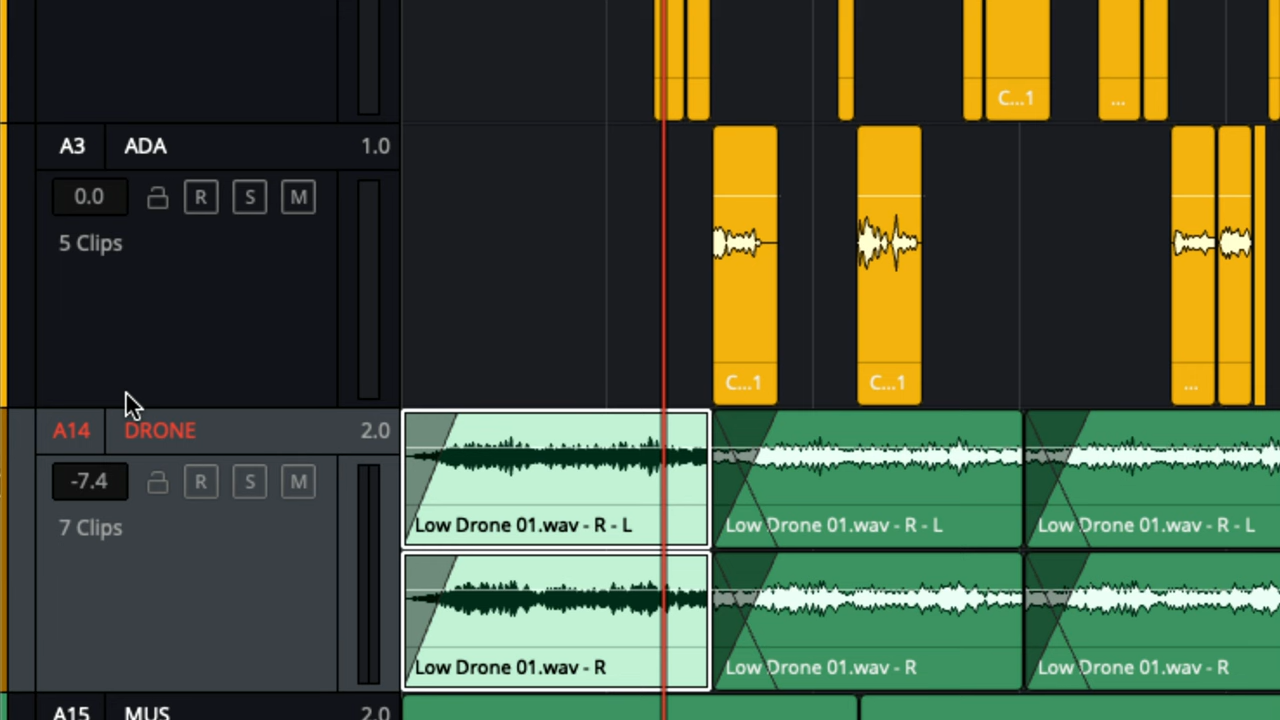 C...1 ...
A3 ADA 1.0
0.0 R S M
5 Clips
C...1 C...1 ...
A14 DRONE 2.0
-7.4 R S M
7 Clips
Low Drone 01.wav - R - L Low Drone 01.wav - R - L Low Drone 01.wav - R - L
Low Drone 01.wav - R Low Drone 01.wav - R Low Drone 01.wav - R
A15 MUS 2.0